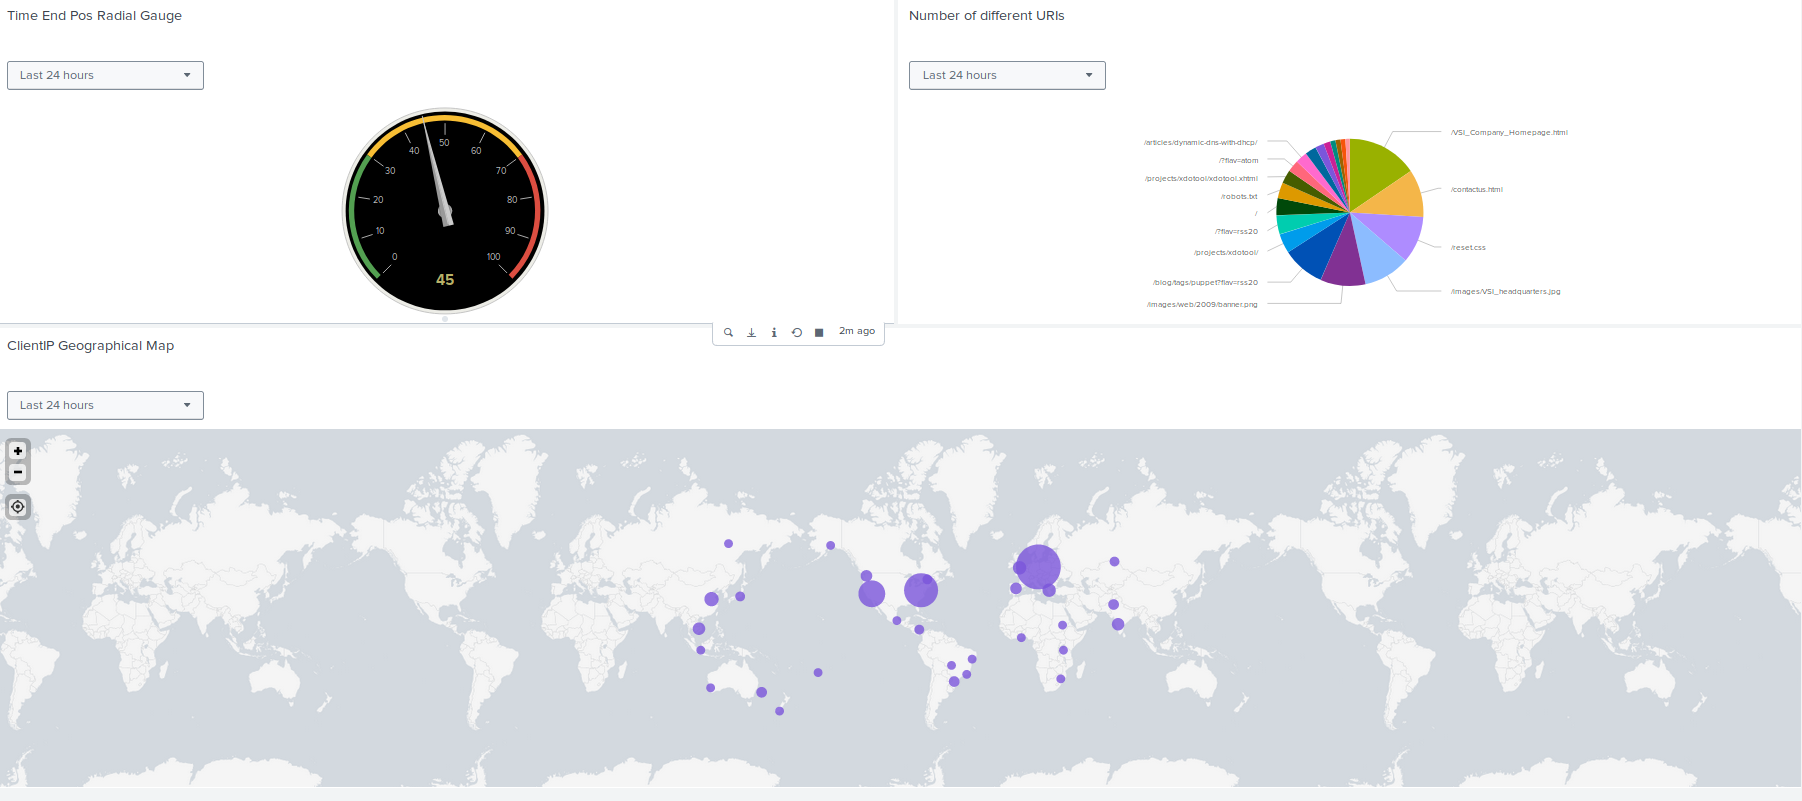 Time End Pos Radial Gauge
Last 24 hours
0
10
20
30
40
50
60
70
80
90
100
45
Number of different URIs
Last 24 hours
/VSI_Company_Homepage.html
/contactus.html
/reset.css
/images/VSI_headquarters.jpg
/images/web/2009/banner.png
/blog/tags/puppet?flav=rss20
/projects/xdotool/
/?flav=rss20
/
/robots.txt
/projects/xdotool/xdotool.xhtml
/?flav=atom
/articles/dynamic-dns-with-dhcp/
2m ago
ClientIP Geographical Map
Last 24 hours